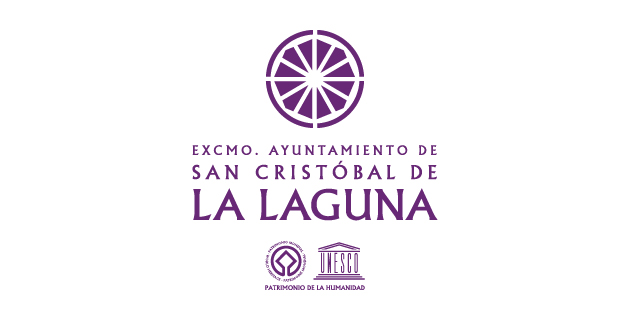 EXCMO. AYUNTAMIENTO DE
SAN CRISTÓBAL DE
LA LAGUNA
UNESCO
PATRIMONIO DE LA HUMANIDAD